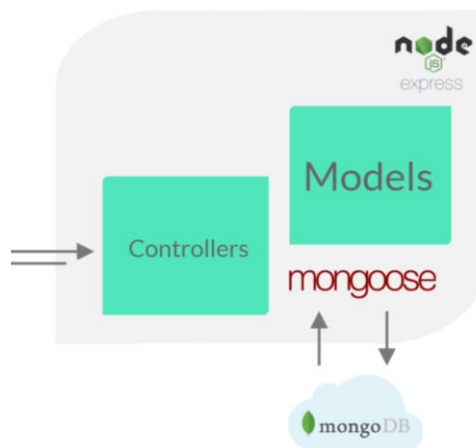 node
JS
express
Models
Controllers
mongoose
mongoDB